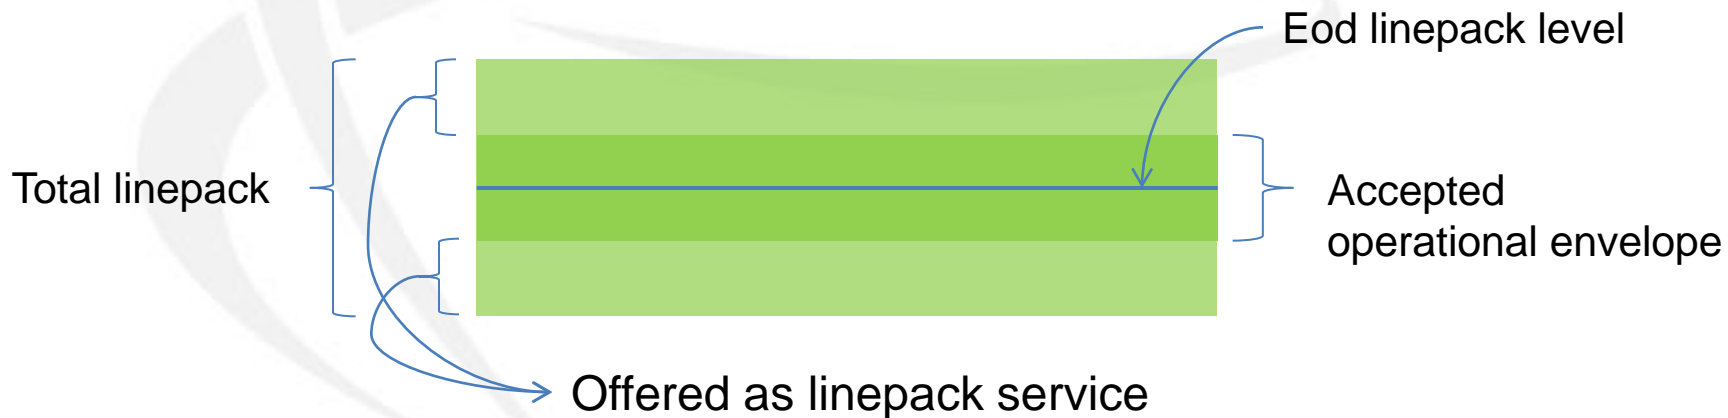 Eod linepack level
Total linepack
Accepted
operational envelope
Offered as linepack service